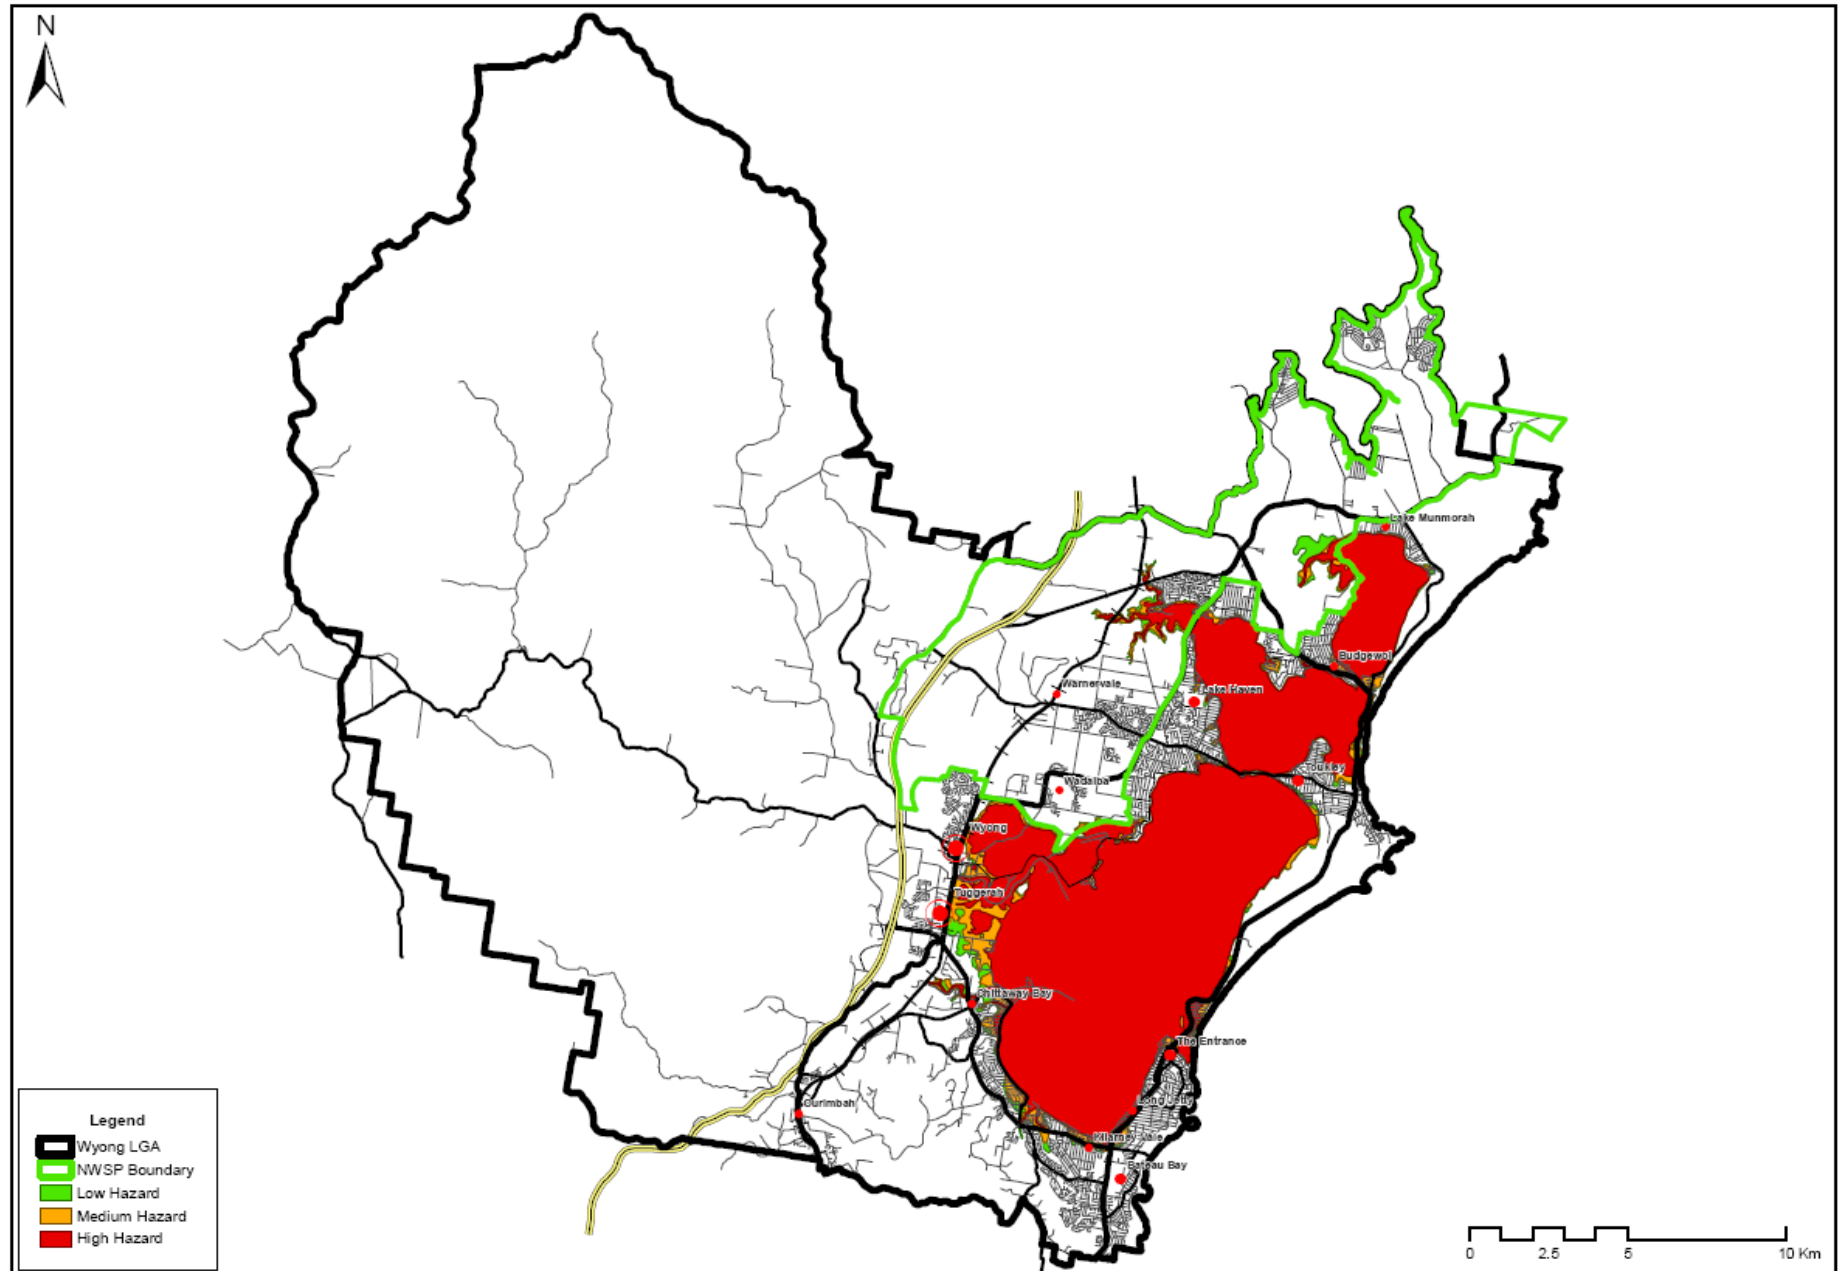 N
Lake Munmorah
Budgewoi
Warnervale
Lake Haven
Toukley
Wadalba
Wyong
Tuggerah
Chittaway Bay
The Entrance
Long Jetty
Ourimbah
Killarney Vale
Bateau Bay
Legend
Wyong LGA
NWSP Boundary
Low Hazard
Medium Hazard
High Hazard
0 2.5 5 10 Km